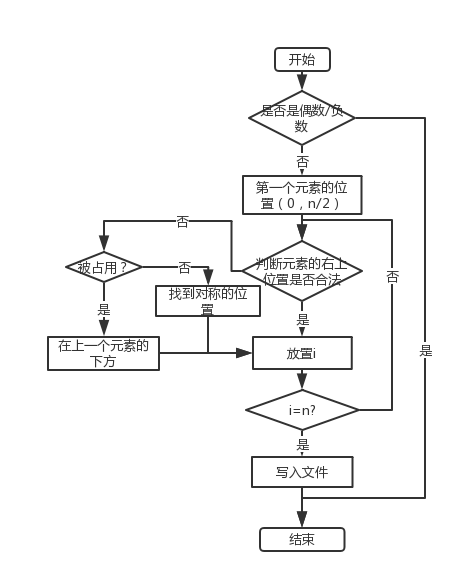 开始
是否是偶数/负
数
否
第一个元素的位
置（0，n/2）
否
被占用？
否
判断元素的右上
位置是否合法
否
找到对称的位
置
是
是
在上一个元素的
下方
放置i
是
i=n?
是
写入文件
结束